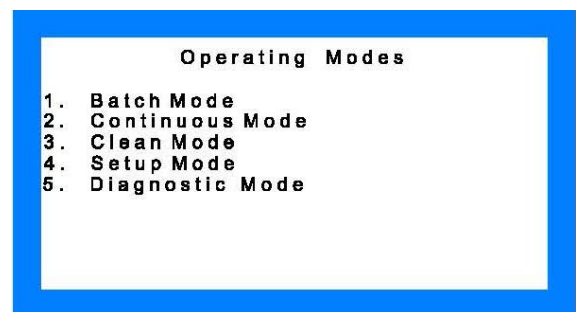 Operating Modes
1. Batch Mode
2. Continuous Mode
3. Clean Mode
4. Setup Mode
5. Diagnostic Mode